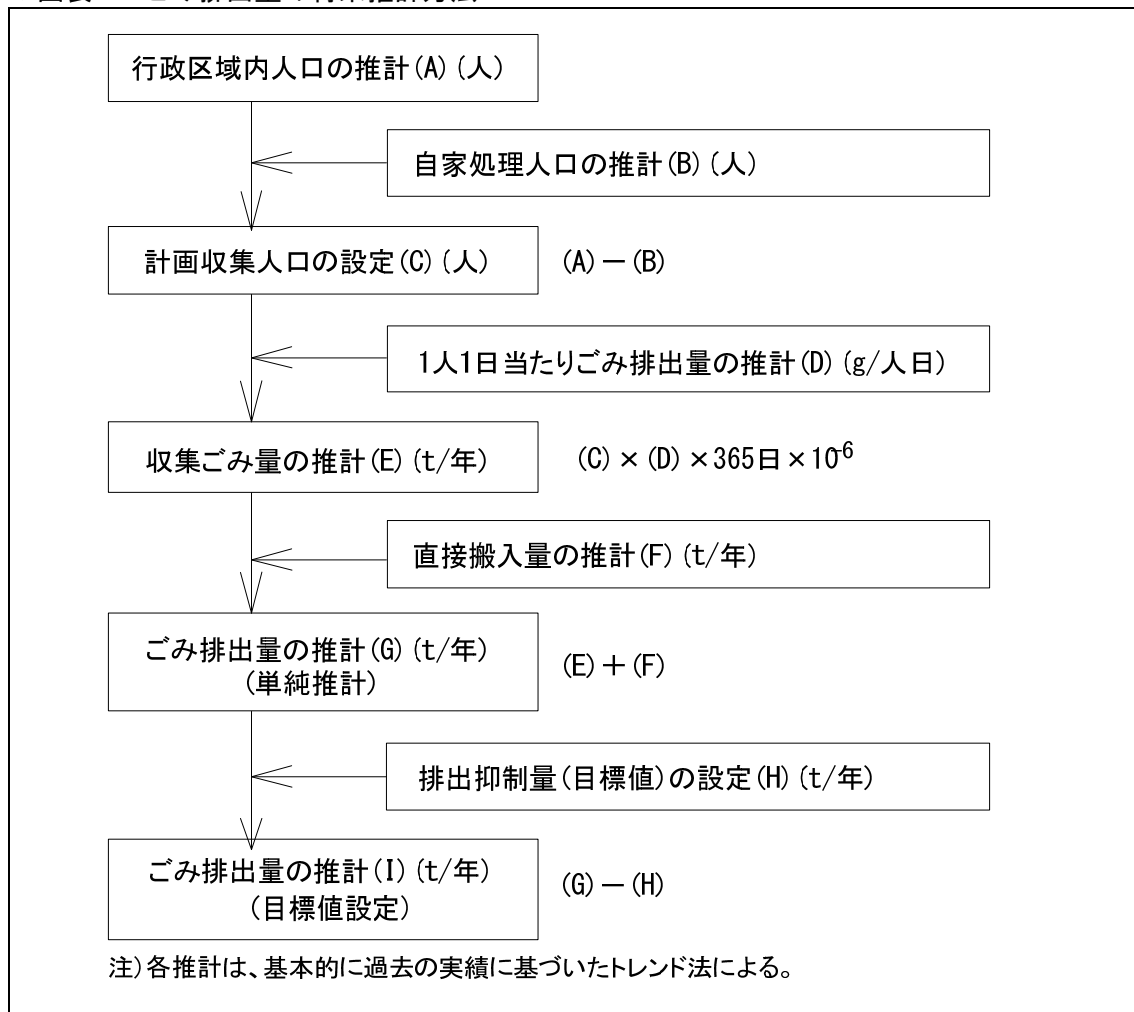 行政区域内人口の推計(A)(人)
自家処理人口の推計(B)(人)
計画収集人口の設定(C)(人) (A)－(B)
1人1日当たりごみ排出量の推計(D)(g/人日)
収集ごみ量の推計(E)(t/年) (C)×(D)×365日×10⁻⁶
直接搬入量の推計(F)(t/年)
ごみ排出量の推計(G)(t/年)
(単純推計)
(E)＋(F)
排出抑制量(目標値)の設定(H)(t/年)
ごみ排出量の推計(I)(t/年)
(目標値設定)
(G)－(H)
注)各推計は、基本的に過去の実績に基づいたトレンド法による。